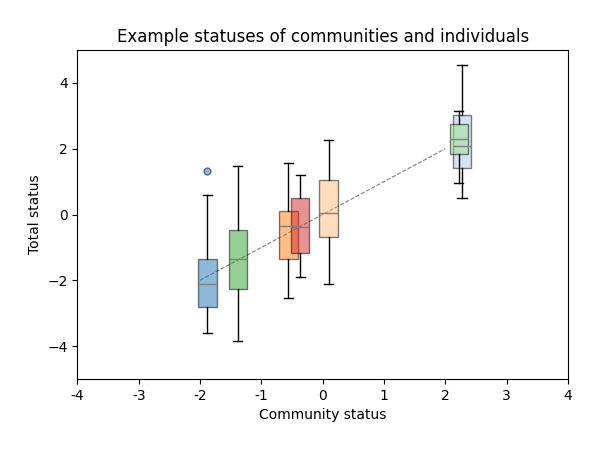 Example statuses of communities and individuals
Total status
4
2
0
−2
−4
-4 -3 -2 -1 0 1 2 3 4
Community status